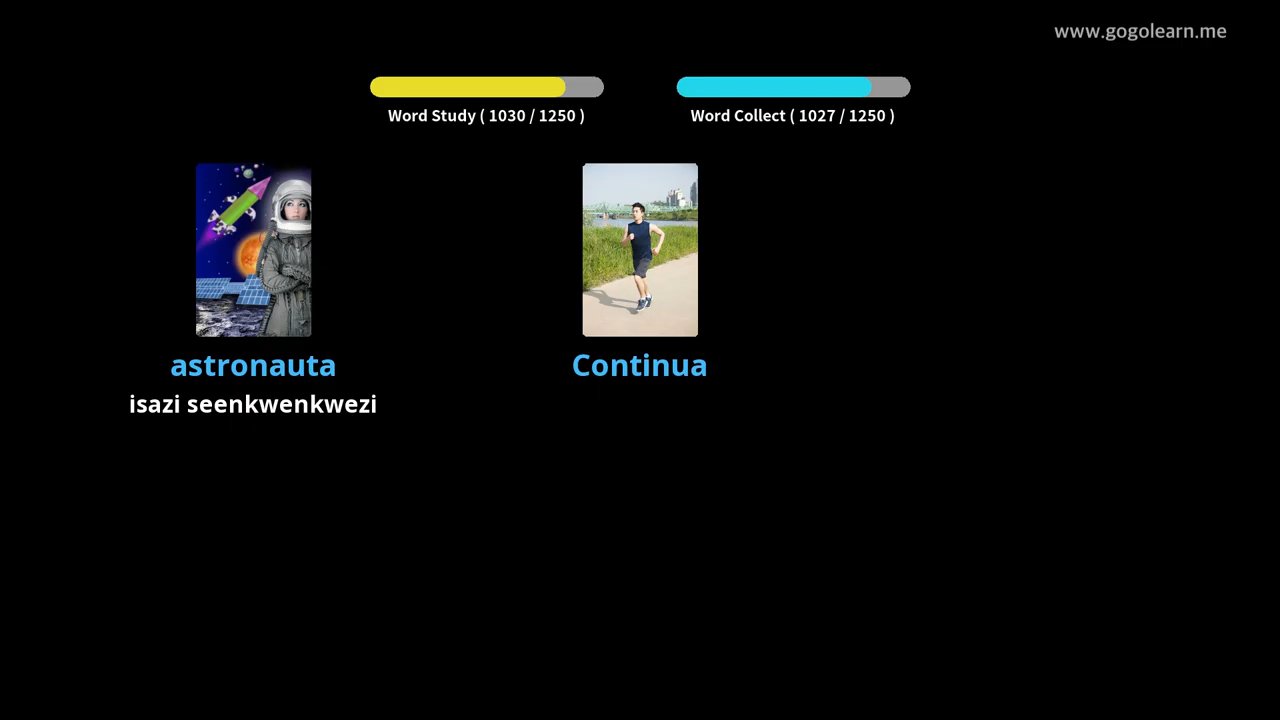 www.gogolearn.me
Word Study ( 1030 / 1250 )
Word Collect ( 1027 / 1250 )
astronauta
isazi seenkwenkwezi
Continua